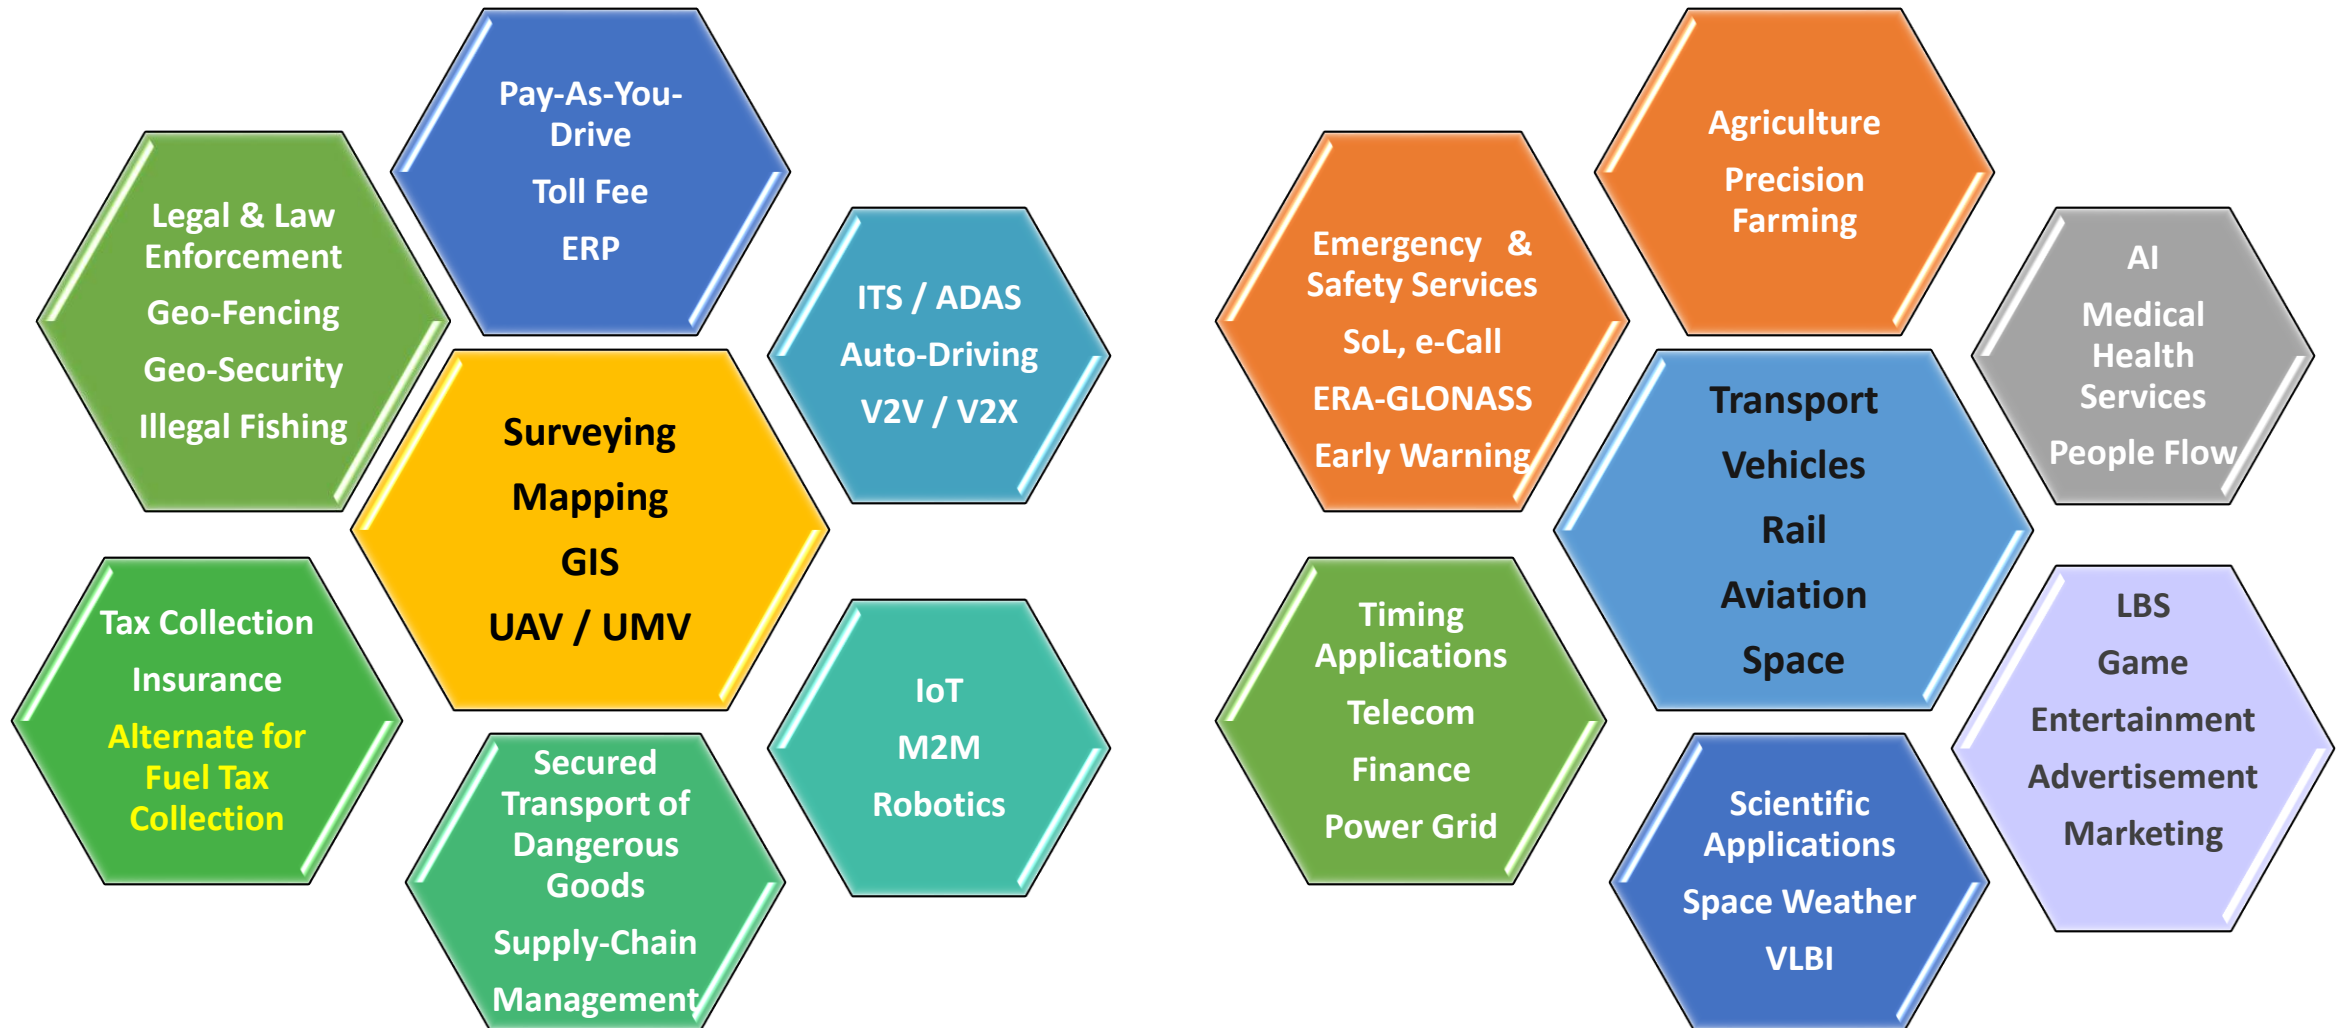 Pay-As-You-
Drive
Toll Fee
ERP
Legal & Law
Enforcement
Geo-Fencing
Geo-Security
Illegal Fishing
ITS / ADAS
Auto-Driving
V2V / V2X
Surveying
Mapping
GIS
UAV / UMV
Tax Collection
Insurance
Alternate for
Fuel Tax
Collection
IoT
M2M
Robotics
Secured
Transport of
Dangerous
Goods
Supply-Chain
Management
Agriculture
Precision
Farming
Emergency & 
Safety Services
SoL, e-Call
ERA-GLONASS
Early Warning
AI
Medical
Health
Services
People Flow
Transport
Vehicles
Rail
Aviation
Space
Timing
Applications
Telecom
Finance
Power Grid
LBS
Game
Entertainment
Advertisement
Marketing
Scientific
Applications
Space Weather
VLBI